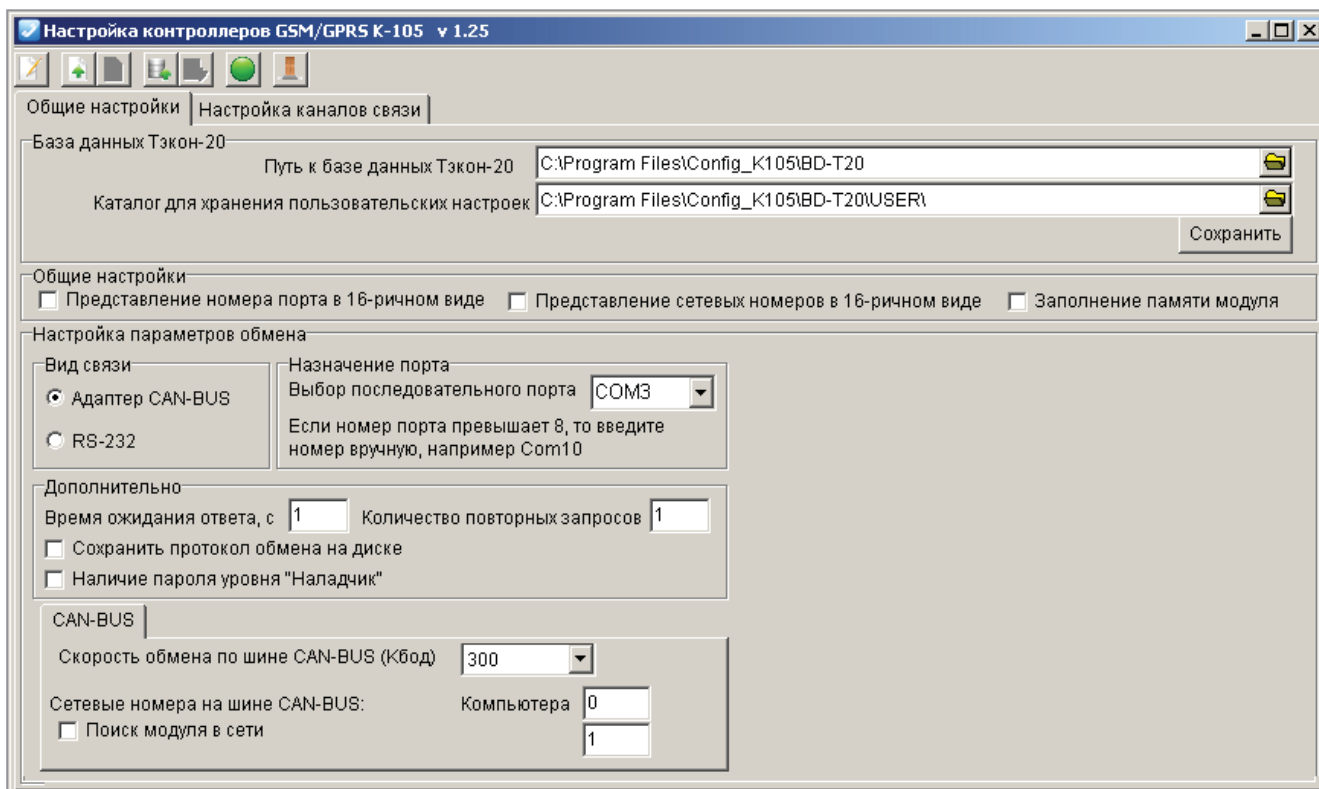 Настройка контроллеров GSM/GPRS K-105 v 1.25
Общие настройки Настройка каналов связи
База данных Тэкон-20
Путь к базе данных Тэкон-20 C:\Program Files\Config_K105\BD-T20
Каталог для хранения пользовательских настроек C:\Program Files\Config_K105\BD-T20\USER\
Сохранить
Общие настройки
Представление номера порта в 16-ричном виде Представление сетевых номеров в 16-ричном виде Заполнение памяти модуля
Настройка параметров обмена
Вид связи
Адаптер CAN-BUS
RS-232
Назначение порта
Выбор последовательного порта COM3
Если номер порта превышает 8, то введите
номер вручную, например Com10
Дополнительно
Время ожидания ответа, с 1 Количество повторных запросов 1
Сохранить протокол обмена на диске
Наличие пароля уровня "Наладчик"
CAN-BUS
Скорость обмена по шине CAN-BUS (Кбод) 300
Сетевые номера на шине CAN-BUS: Компьютера 0
Поиск модуля в сети 1